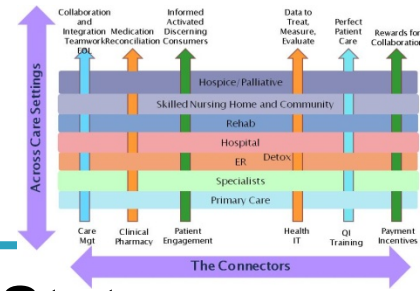 Collaboration and Integration Teamwork EOL
Medication Reconciliation
Informed Activated Discerning Consumers
Data to Treat, Measure, Evaluate
Perfect Patient Care
Rewards for Collaboration
Across Care Settings
Hospice/Palliative
Skilled Nursing Home and Community
Rehab
Hospital
ER
Detox
Specialists
Primary Care
Care Mgt
Clinical Pharmacy
Patient Engagement
Health IT
QI Training
Payment Incentives
The Connectors